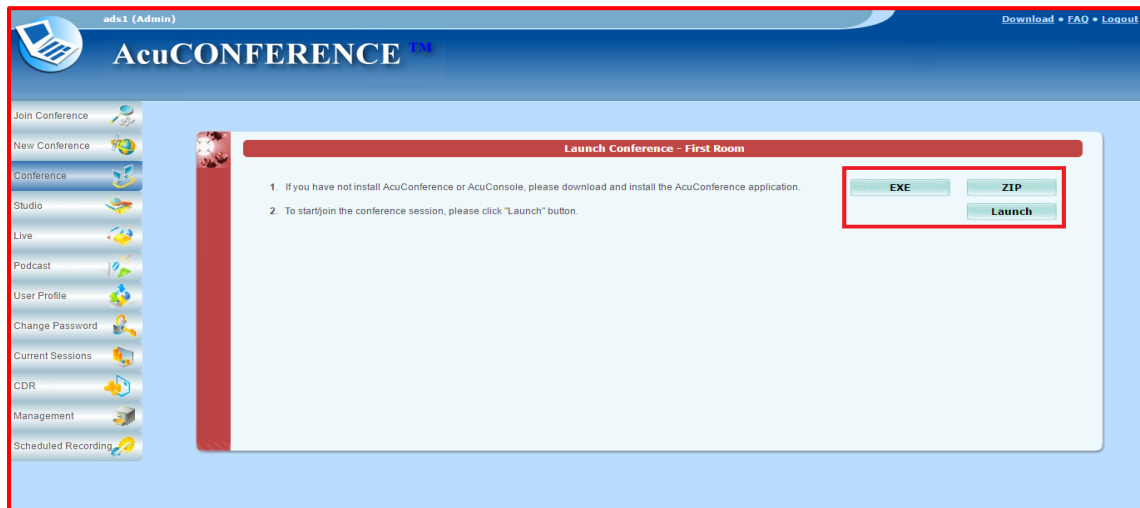 ads1 (Admin)
Download • FAQ • Logout
AcuCONFERENCE ™
Join Conference
New Conference
Conference
Studio
Live
Podcast
User Profile
Change Password
Current Sessions
CDR
Management
Scheduled Recording
Launch Conference - First Room
1. If you have not install AcuConference or AcuConsole, please download and install the AcuConference application.
EXE ZIP
2. To start/join the conference session, please click "Launch" button.
Launch